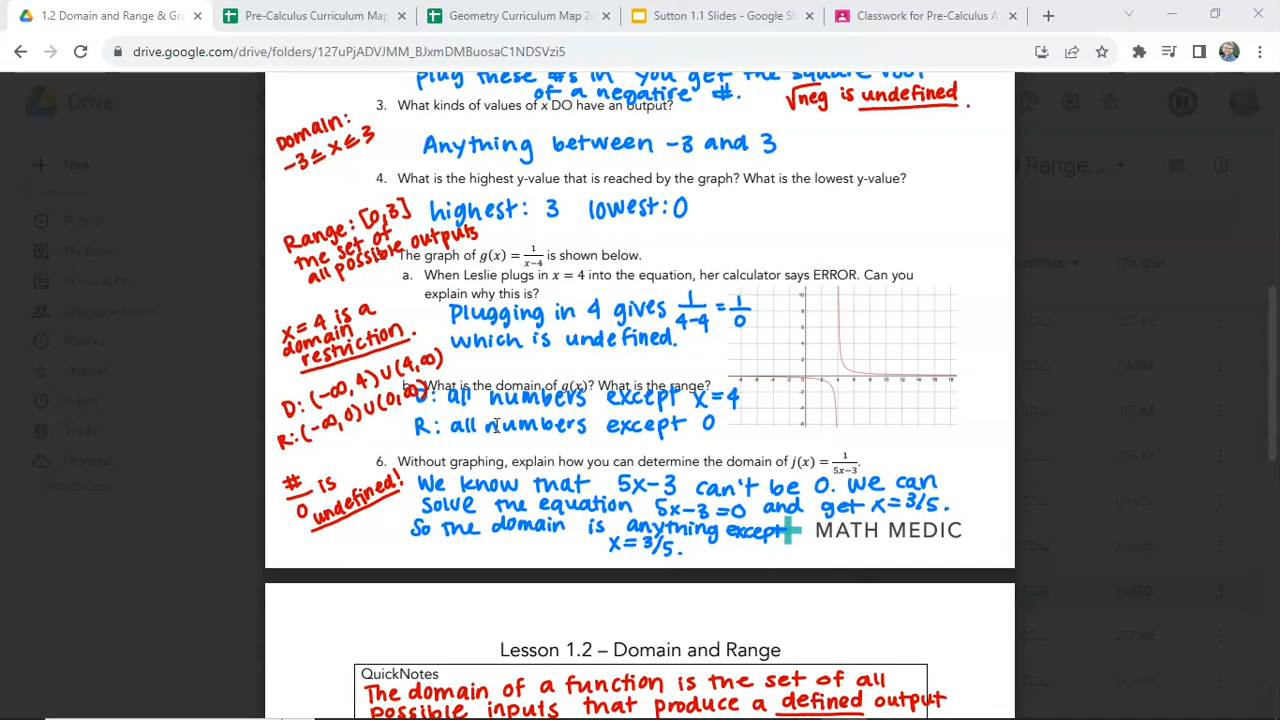 1.2 Domain and Range & Gra
Pre-Calculus Curriculum Map
Geometry Curriculum Map 2
Sutton 1.1 Slides - Google Sl
Classwork for Pre-Calculus A
drive.google.com/drive/folders/127uPjADVJMM_BJxmDMBuosaC1NDSVzi5
Drive
plug these #s in you get the square root
of a negative #.
√neg is undefined.
3. What kinds of values of x DO have an output?
Domain:
-3 ≤ x ≤ 3
Anything between -3 and 3
4. What is the highest y-value that is reached by the graph? What is the lowest y-value?
highest: 3 lowest: 0
Range: [0,3]
the set of
all possible outputs
The graph of g(x) = 1/(x-4) is shown below.
a. When Leslie plugs in x = 4 into the equation, her calculator says ERROR. Can you
explain why this is?
Plugging in 4 gives 1/(4-4) = 1/0
which is undefined.
x=4 is a
domain
restriction.
b. What is the domain of g(x)? What is the range?
D: all numbers except x=4
R: all numbers except 0
D: (-∞,4)∪(4,∞)
R: (-∞,0)∪(0,∞)
6. Without graphing, explain how you can determine the domain of j(x) = 1/(5x-3).
#/0 is
undefined!
We know that 5x-3 can't be 0. We can
solve the equation 5x-3=0 and get x=3/5.
So the domain is anything except
x=3/5.
MATH MEDIC
Lesson 1.2 – Domain and Range
QuickNotes
The domain of a function is the set of all
possible inputs that produce a defined output